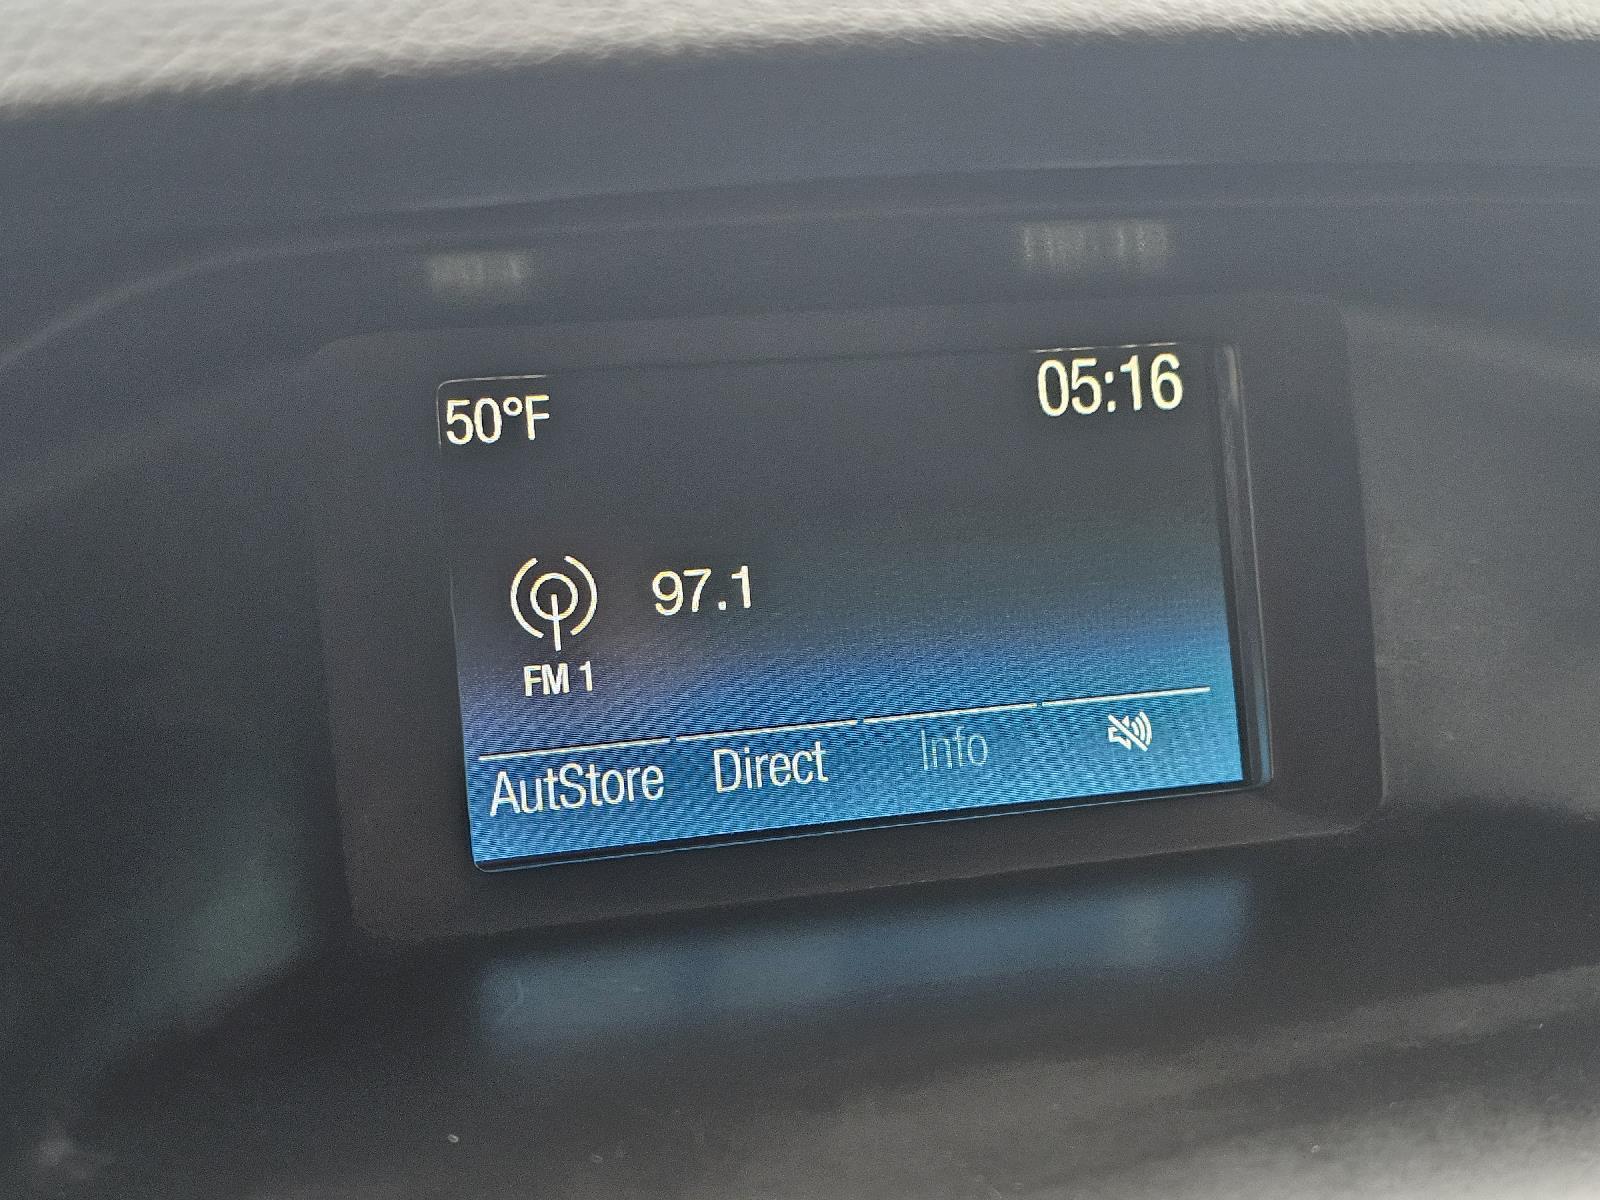 50°F
05:16
97.1
FM 1
AutStore
Direct
Info